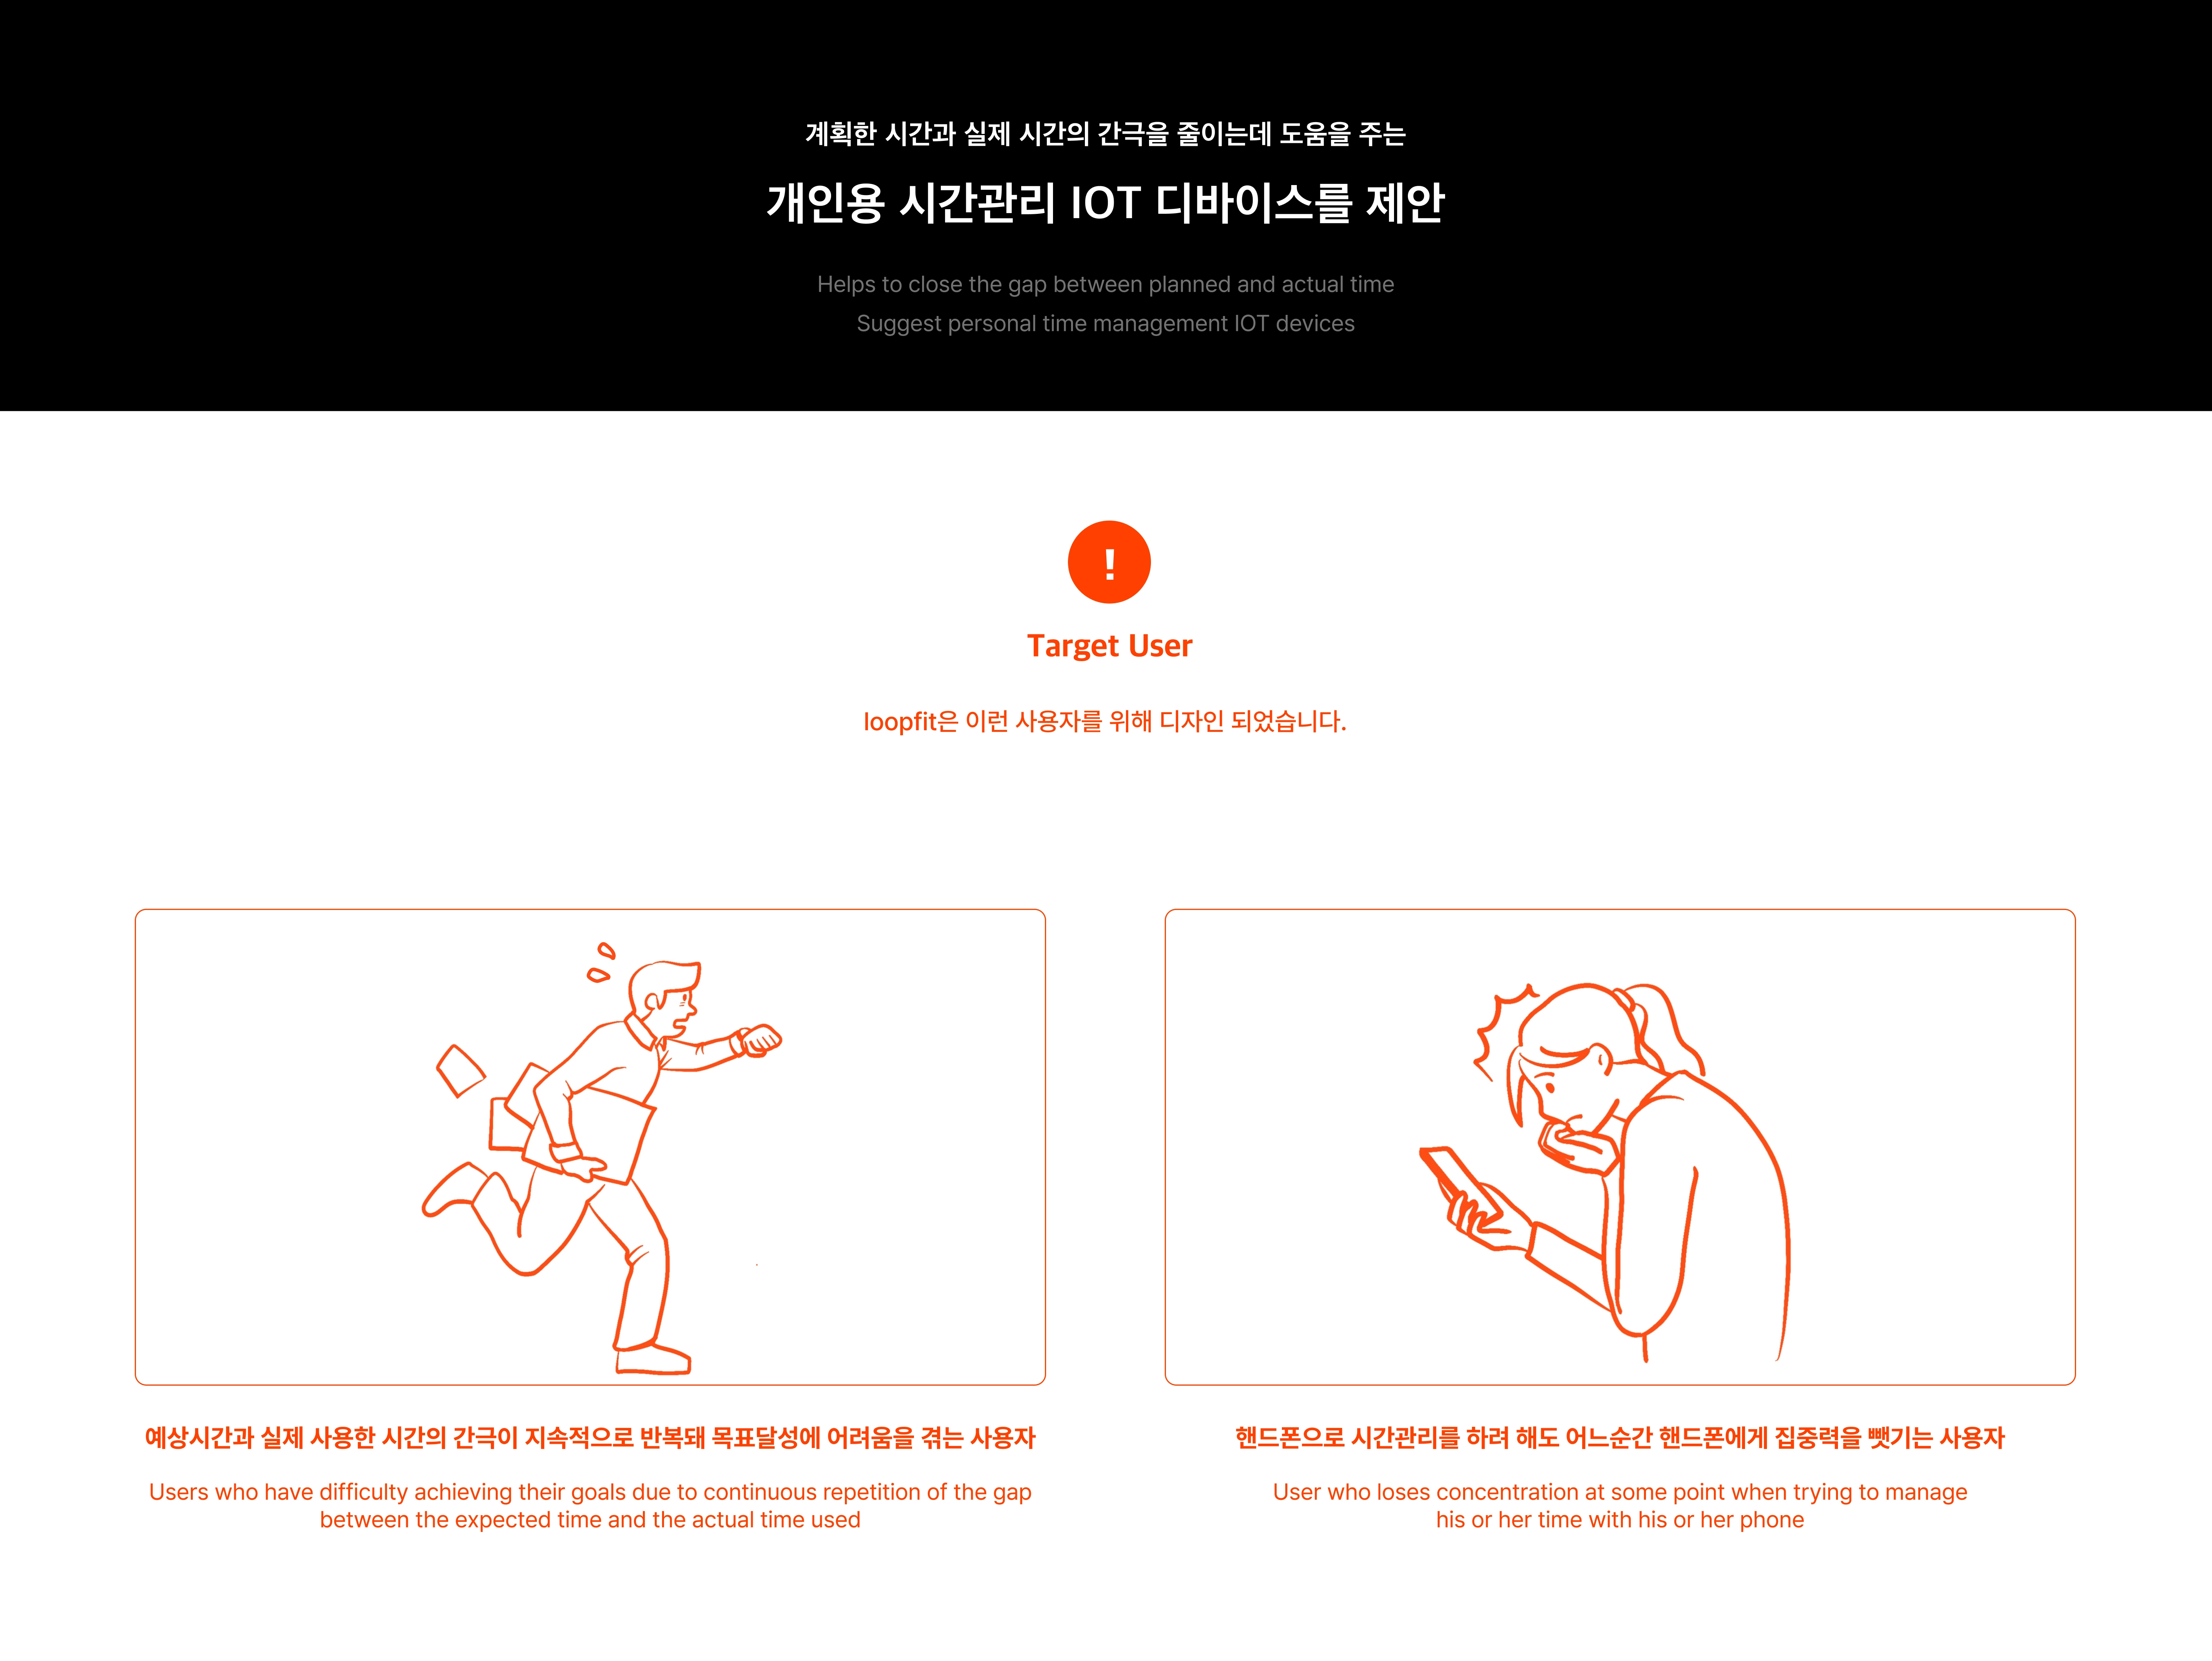 계획한 시간과 실제 시간의 간극을 줄이는데 도움을 주는
개인용 시간관리 IOT 디바이스를 제안
Helps to close the gap between planned and actual time
Suggest personal time management IOT devices
!
Target User
loopfit은 이런 사용자를 위해 디자인 되었습니다.
예상시간과 실제 사용한 시간의 간극이 지속적으로 반복돼 목표달성에 어려움을 겪는 사용자
Users who have difficulty achieving their goals due to continuous repetition of the gap
between the expected time and the actual time used
핸드폰으로 시간관리를 하려 해도 어느순간 핸드폰에게 집중력을 뺏기는 사용자
User who loses concentration at some point when trying to manage
his or her time with his or her phone